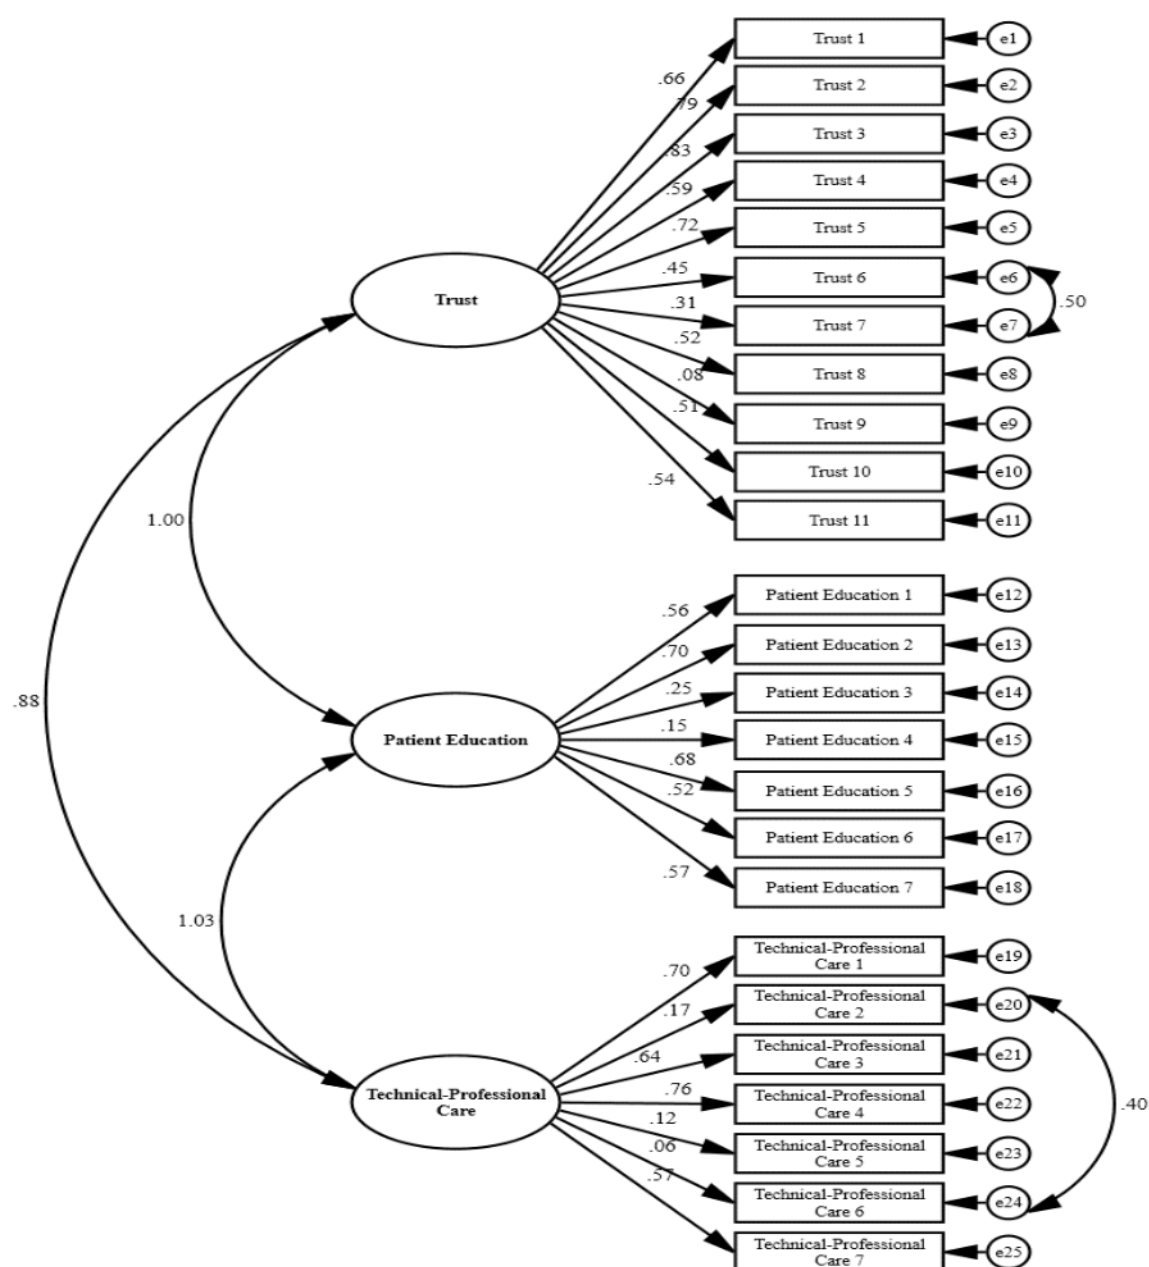 Trust 1
e1
.66
Trust 2
e2
.79
Trust 3
e3
.83
Trust 4
e4
.59
Trust 5
e5
.72
Trust 6
e6
.45
.50
Trust
Trust 7
e7
.31
Trust 8
e8
.52
Trust 9
e9
.08
Trust 10
e10
.51
Trust 11
e11
.54
1.00
Patient Education 1
e12
.56
Patient Education 2
e13
.70
Patient Education 3
e14
.25
.88
Patient Education
Patient Education 4
e15
.15
Patient Education 5
e16
.68
Patient Education 6
e17
.52
Patient Education 7
e18
.57
1.03
Technical-Professional
Care 1
e19
.70
Technical-Professional
Care 2
e20
.17
Technical-Professional
Care 3
e21
.64
Technical-Professional
Care
Technical-Professional
Care 4
e22
.76
.40
Technical-Professional
Care 5
e23
.12
Technical-Professional
Care 6
e24
.06
Technical-Professional
Care 7
e25
.57